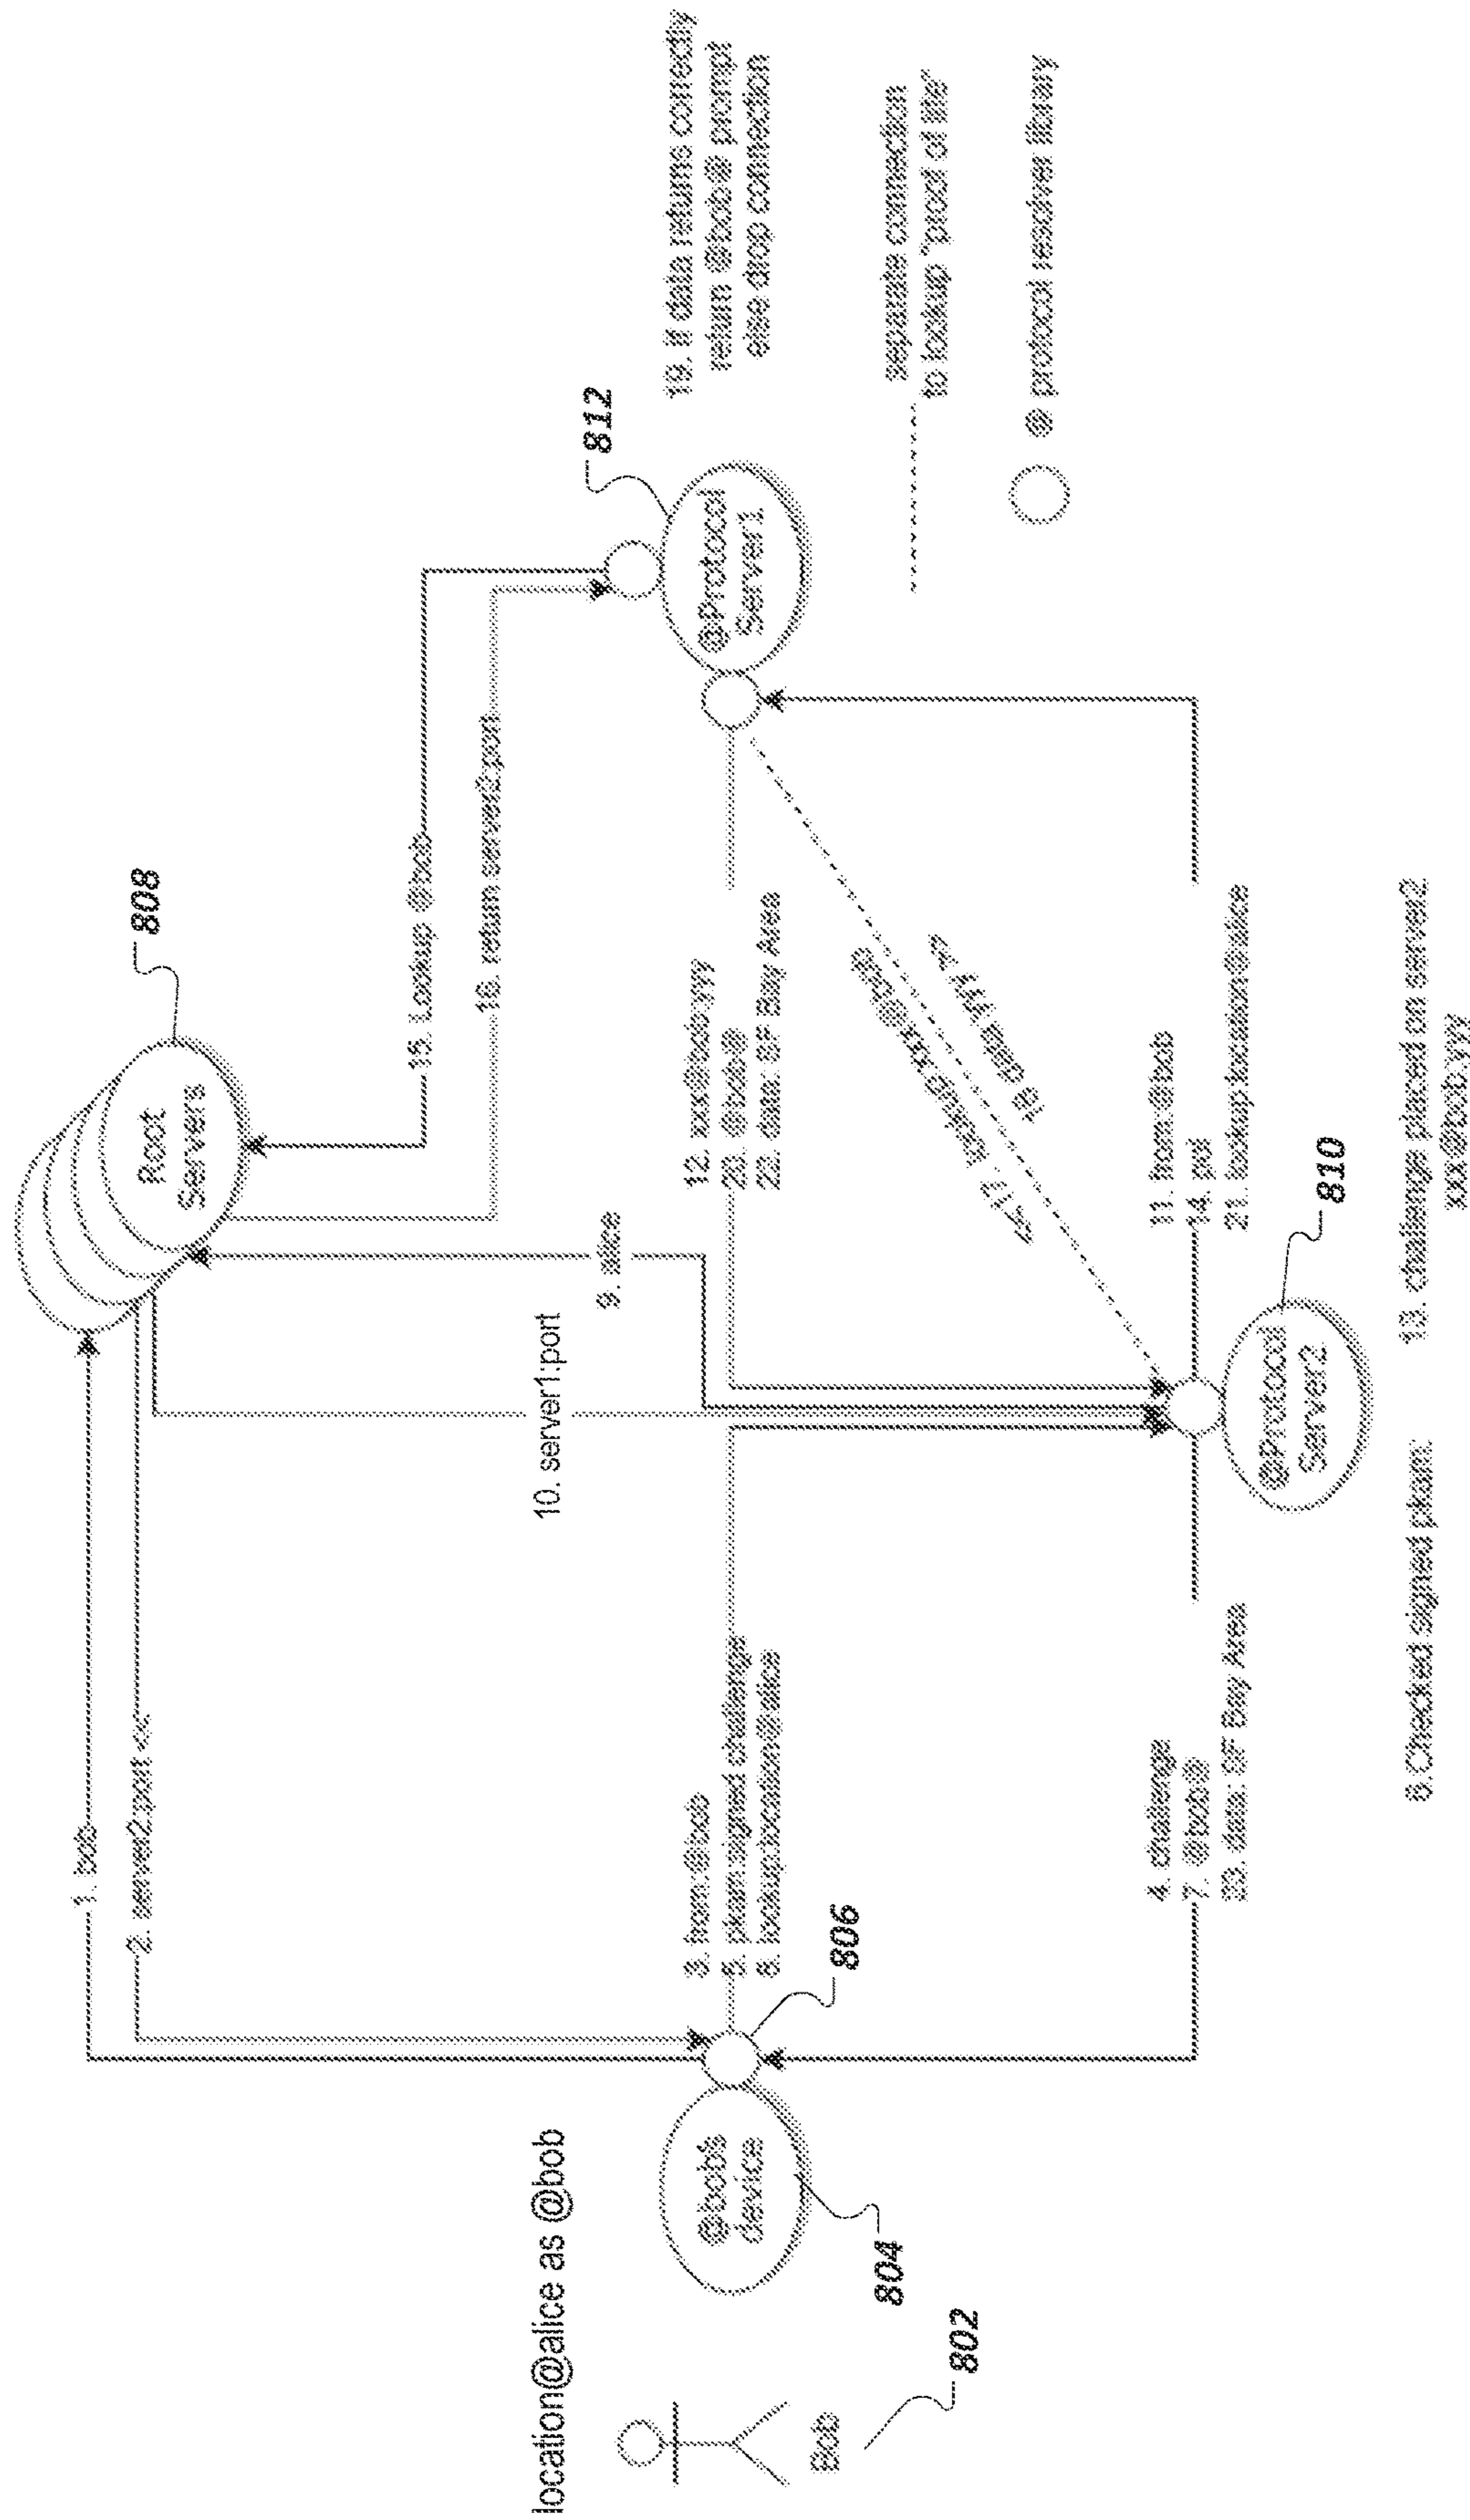 location@alice as @bob
Bob
802
@bob's
device
804
806
1. bob
2. server2:port <<
3. from:@bob
5. pkam:signed challenge
8. lookup:location@alice
4. challenge
7. @bob@
23. data: SF Bay Area
6. Checked signed pkam:
10. server1:port
9. alice
Root
Servers
808
15. Lookup @bob
16. return server2:port
12. xxx@bob:yyy
20. @bob@
22. data: SF Bay Area
17. lookup:xxx@bob
18 data yyy
11. from:@bob
14. pol
21. lookup:location@alice
@Protocol
Server2
810
13. challenge placed on server2
xxx@bob:yyy
@Protocol
Server1
812
19. if data returns correctly
return @bob@ prompt
else drop connection
separate connection
to lookup "proof of life"
@ protocol resolver library